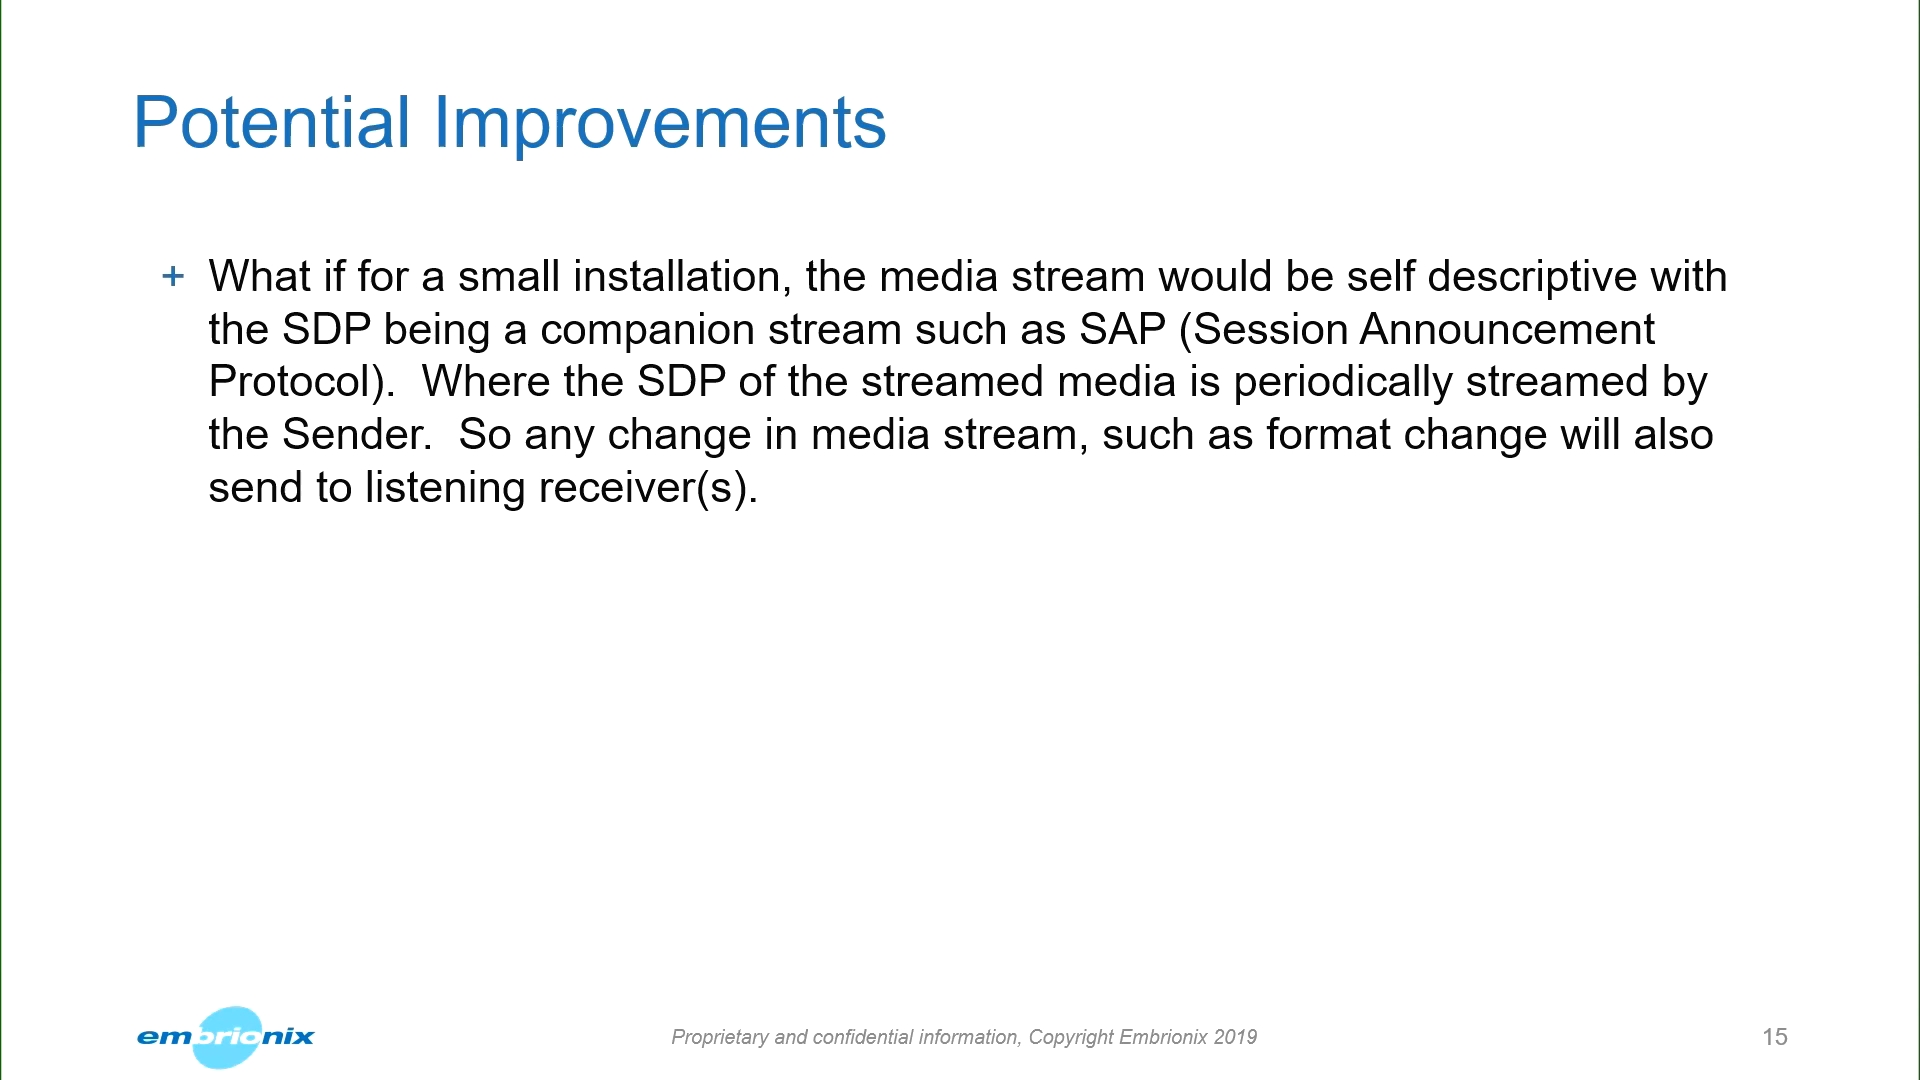 Potential Improvements
+ What if for a small installation, the media stream would be self descriptive with
the SDP being a companion stream such as SAP (Session Announcement
Protocol).  Where the SDP of the streamed media is periodically streamed by
the Sender.  So any change in media stream, such as format change will also
send to listening receiver(s).
embrionix
Proprietary and confidential information, Copyright Embrionix 2019
15